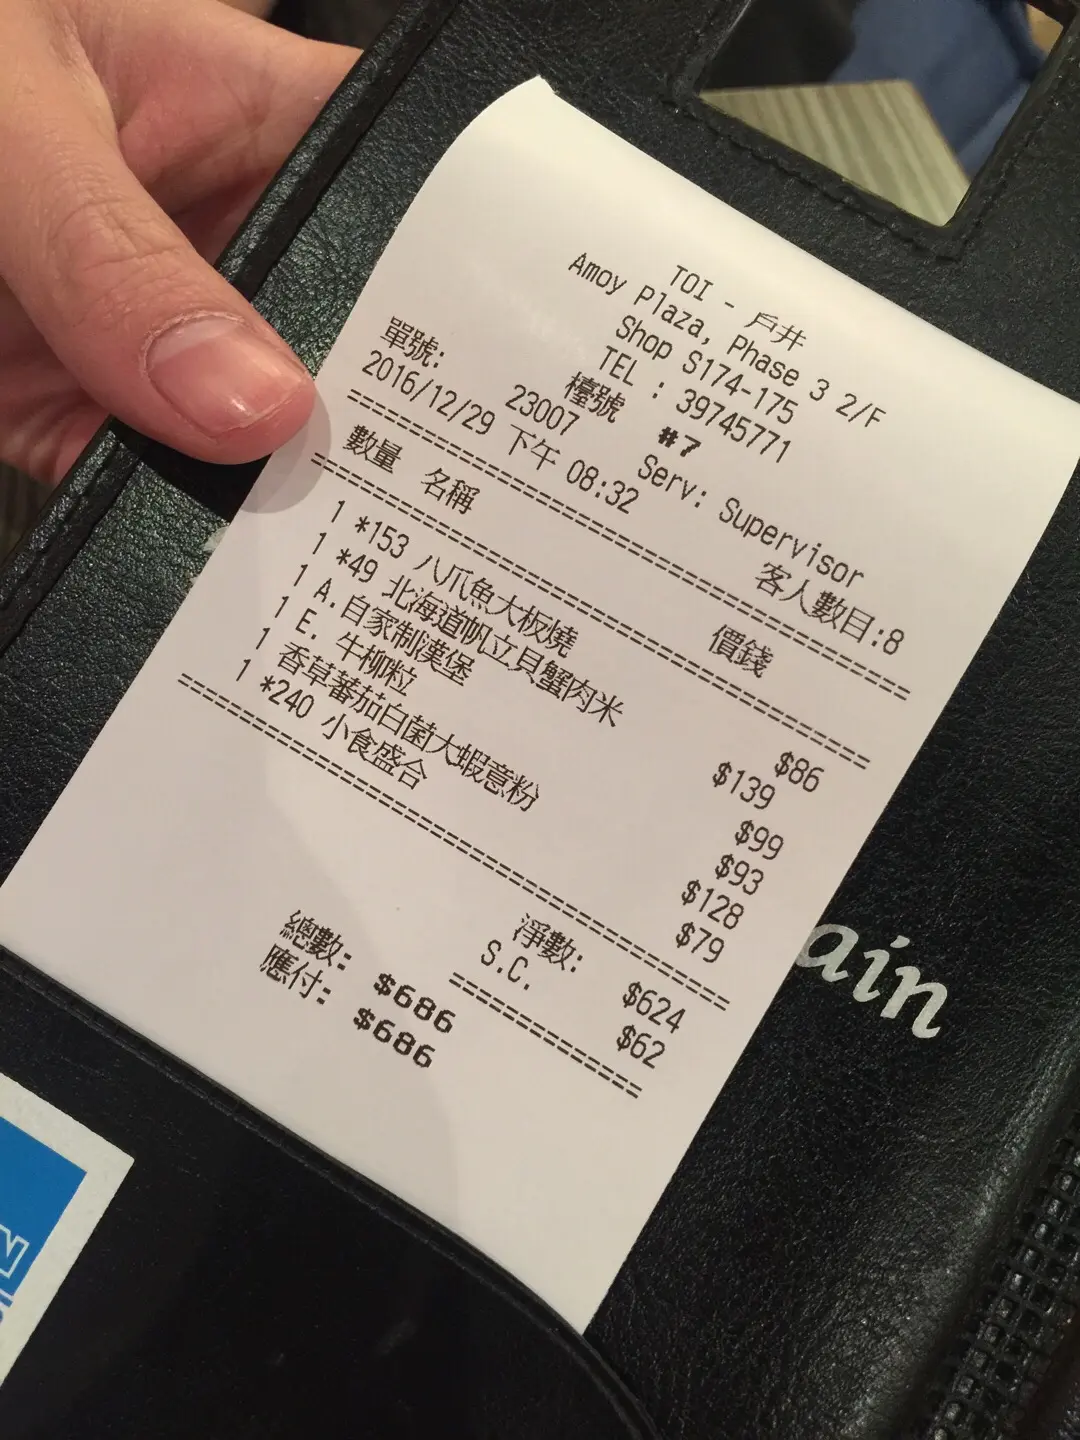 TOI - 戶井
Amoy Plaza, Phase 3 2/F
Shop S174-175
TEL : 39745771
檯號 #7
單號: 23007 Serv: Supervisor
2016/12/29 下午 08:32 客人數目:8
數量 名稱 價錢
1 *153 八爪魚大板燒 $86
1 *49 北海道帆立貝蟹肉米 $139
1 A.自家制漢堡 $99
1 E. 牛柳粒 $93
1 香草蕃茄白菌大蝦意粉 $128
1 *240 小食盛合 $79
淨數: $624
S.C. $62
總數: $686
應付: $686
ain